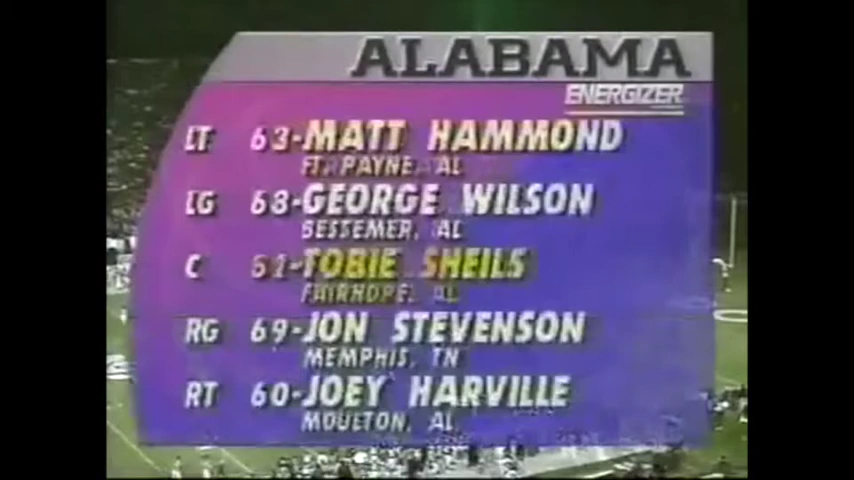 ALABAMA
ENERGIZER
LT 63-MATT HAMMOND
FT. PAYNE, AL
LG 68-GEORGE WILSON
BESSEMER, AL
C TOBIE SHEILS
FAIRHOPE, AL
RG 69-JON STEVENSON
MEMPHIS, TN
RT 60-JOEY HARVILLE
MOULTON, AL